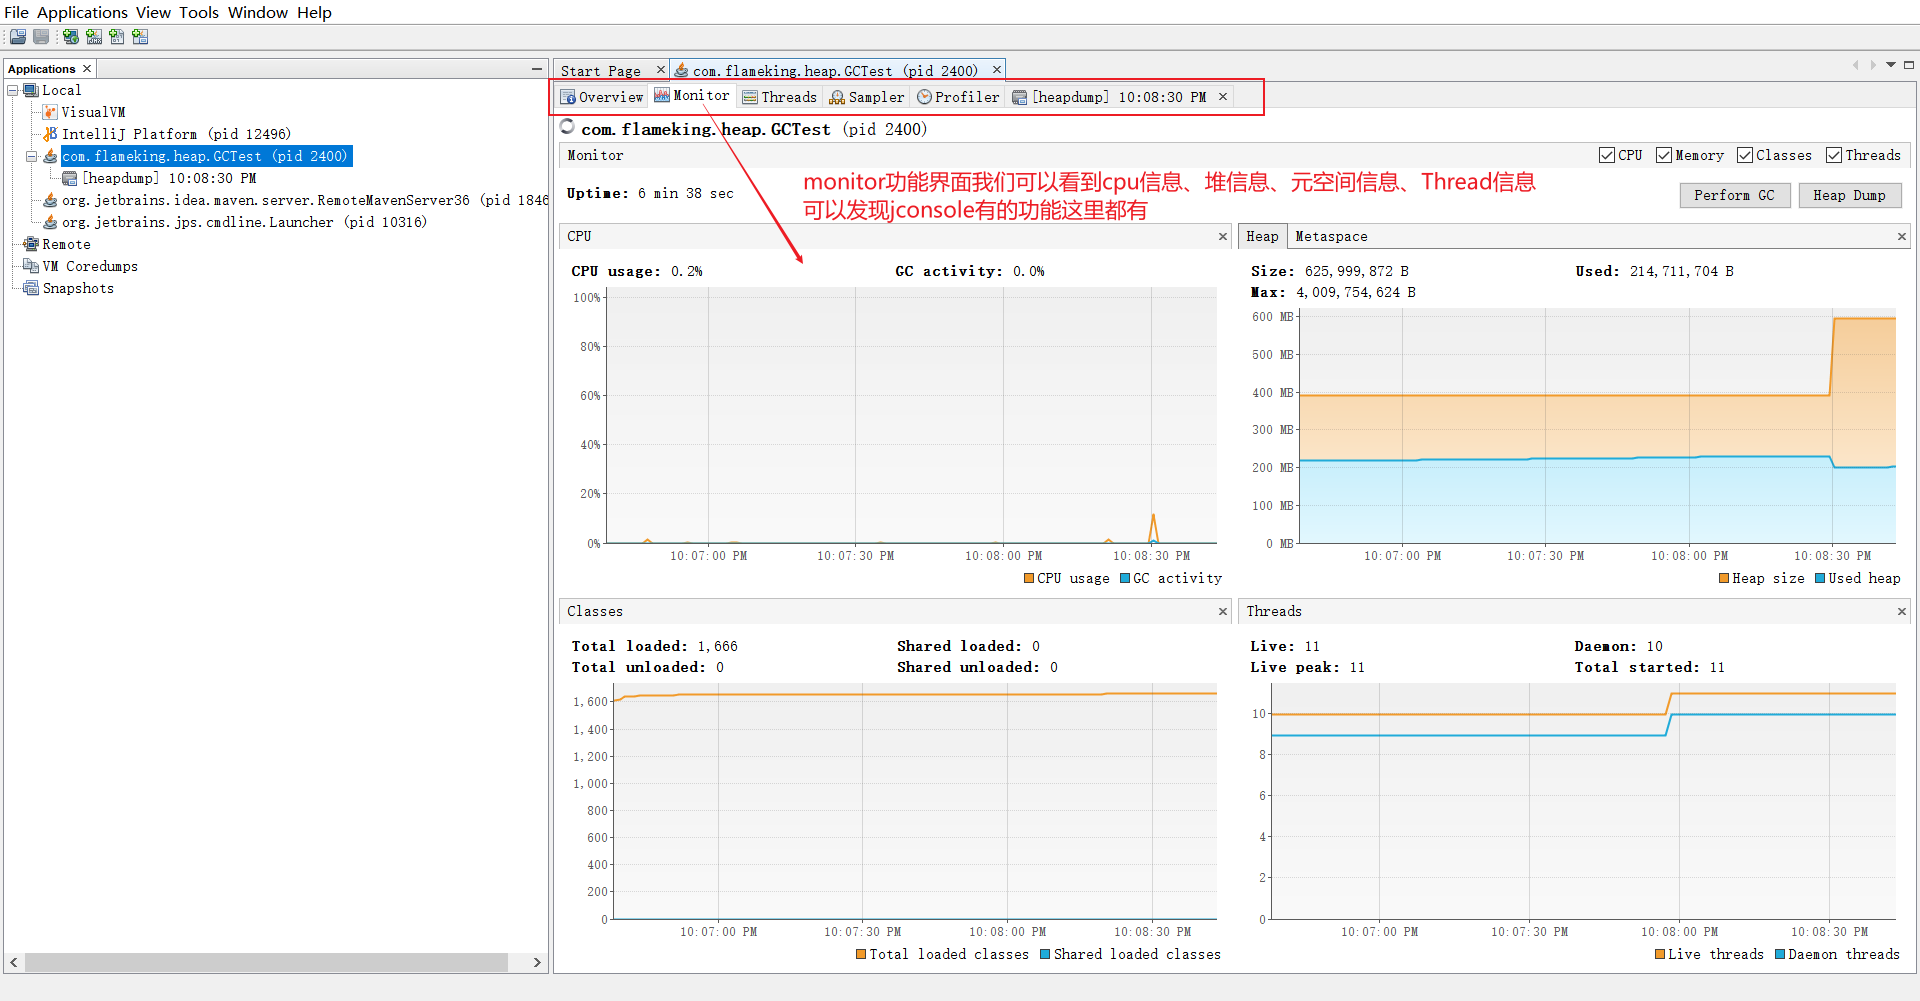 File Applications View Tools Window Help
Applications
Local
VisualVM
IntelliJ Platform (pid 12496)
com.flameking.heap.GCTest (pid 2400)
[heapdump] 10:08:30 PM
org.jetbrains.idea.maven.server.RemoteMavenServer36 (pid 1846
org.jetbrains.jps.cmdline.Launcher (pid 10316)
Remote
VM Coredumps
Snapshots
Start Page com.flameking.heap.GCTest (pid 2400)
Overview Monitor Threads Sampler Profiler [heapdump] 10:08:30 PM
com.flameking.heap.GCTest (pid 2400)
Monitor CPU Memory Classes Threads
Uptime: 6 min 38 sec
monitor功能界面我们可以看到cpu信息、堆信息、元空间信息、Thread信息
可以发现jconsole有的功能这里都有
Perform GC Heap Dump
CPU
CPU usage: 0.2% GC activity: 0.0%
100%
80%
60%
40%
20%
0%
10:07:00 PM 10:07:30 PM 10:08:00 PM 10:08:30 PM
CPU usage GC activity
Heap Metaspace
Size: 625,999,872 B Used: 214,711,704 B
Max: 4,009,754,624 B
600 MB
500 MB
400 MB
300 MB
200 MB
100 MB
0 MB
10:07:00 PM 10:07:30 PM 10:08:00 PM 10:08:30 PM
Heap size Used heap
Classes
Total loaded: 1,666 Shared loaded: 0
Total unloaded: 0 Shared unloaded: 0
1,600
1,400
1,200
1,000
800
600
400
200
0
10:07:00 PM 10:07:30 PM 10:08:00 PM 10:08:30 PM
Total loaded classes Shared loaded classes
Threads
Live: 11 Daemon: 10
Live peak: 11 Total started: 11
10
8
6
4
2
0
10:07:00 PM 10:07:30 PM 10:08:00 PM 10:08:30 PM
Live threads Daemon threads